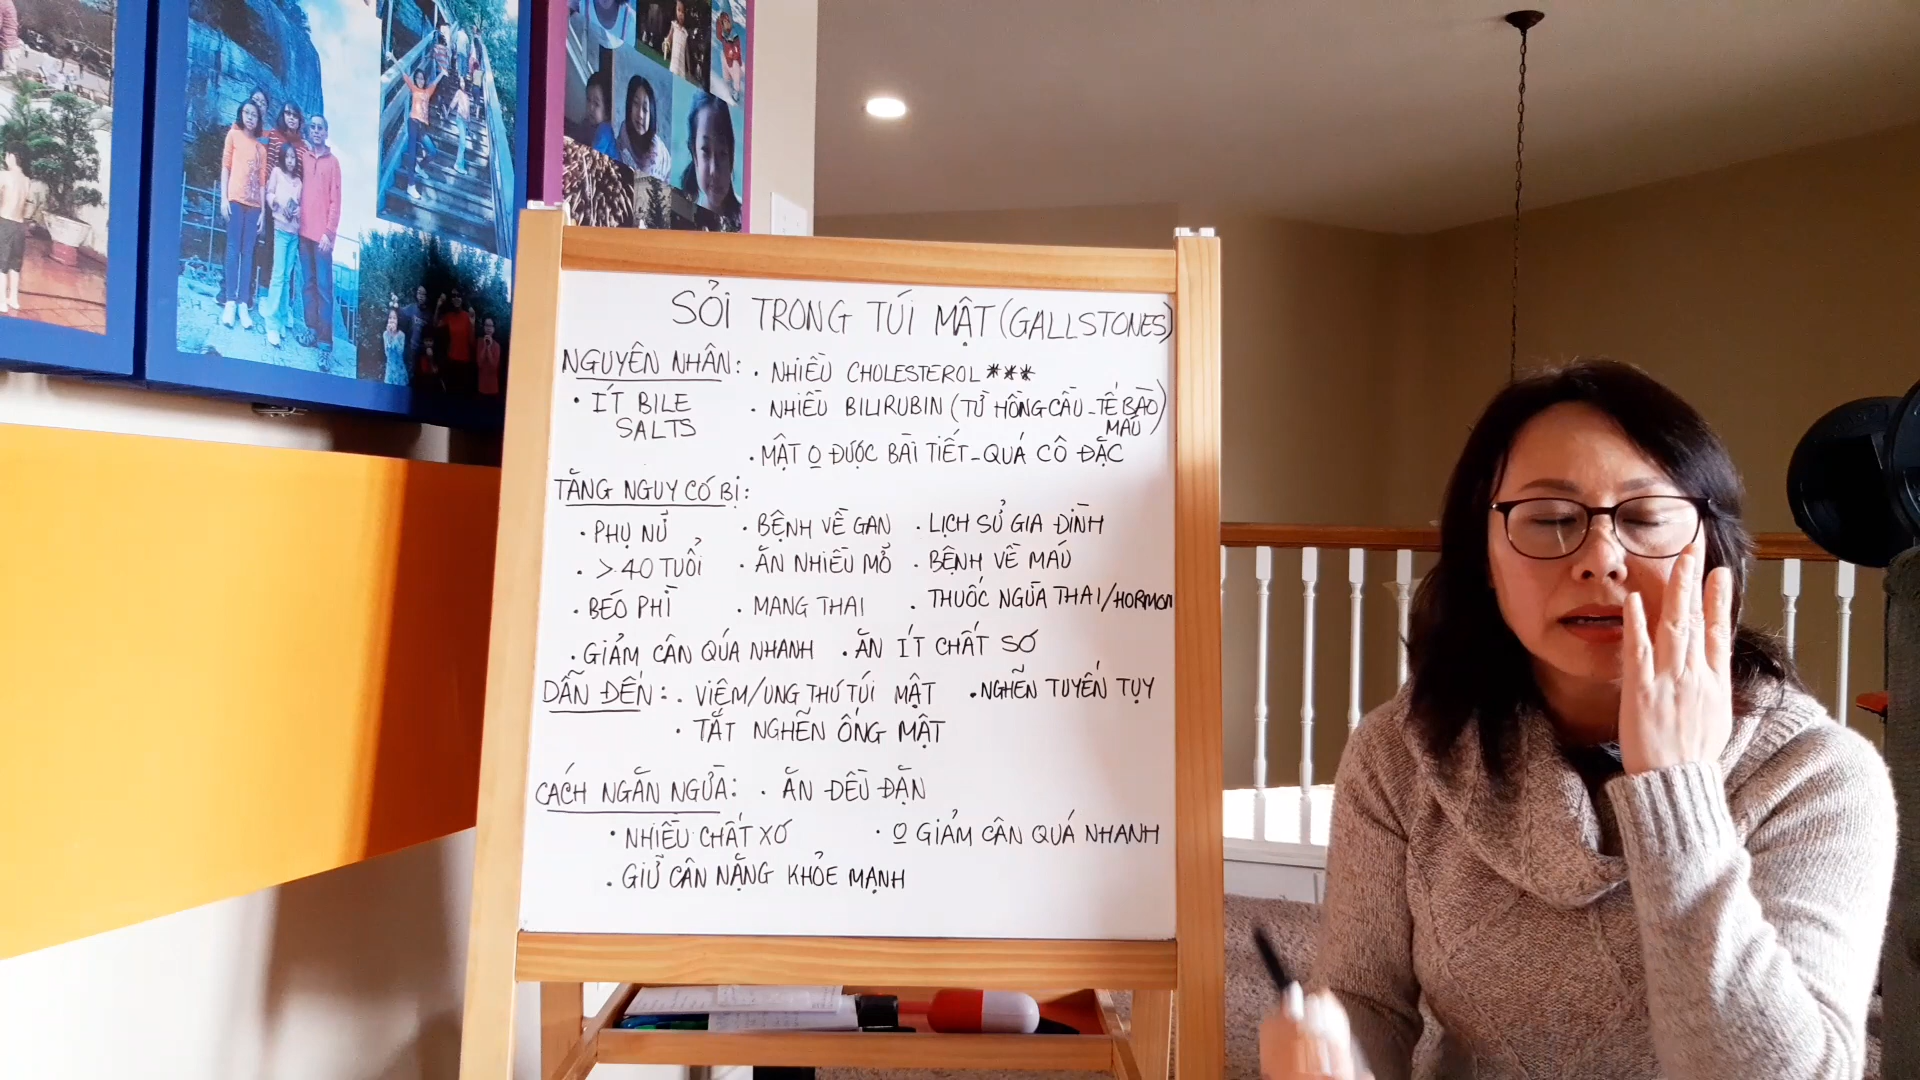 SỎI TRONG TÚI MẬT (GALLSTONES)
NGUYÊN NHÂN: • NHIỀU CHOLESTEROL ***
• ÍT BILE SALTS
• NHIỀU BILIRUBIN (TỪ HỒNG CẦU - TẾ BÀO MÁU)
• MẬT O ĐƯỢC BÀI TIẾT - QUÁ CÔ ĐẶC
TĂNG NGUY CƠ BỊ:
• PHỤ NỮ • BỆNH VỀ GAN • LỊCH SỬ GIA ĐÌNH
• > 40 TUỔI • ĂN NHIỀU MỠ • BỆNH VỀ MÁU
• BÉO PHÌ • MANG THAI • THUỐC NGỪA THAI/HORMON
• GIẢM CÂN QÚA NHANH • ĂN ÍT CHẤT SƠ
DẪN ĐẾN: • VIÊM/UNG THƯ TÚI MẬT • NGHẼN TUYẾN TỤY
• TẮT NGHẼN ỐNG MẬT
CÁCH NGĂN NGỪA: • ĂN ĐỀU ĐẶN
• NHIỀU CHẤT XƠ • O GIẢM CÂN QUÁ NHANH
• GIỮ CÂN NẶNG KHỎE MẠNH